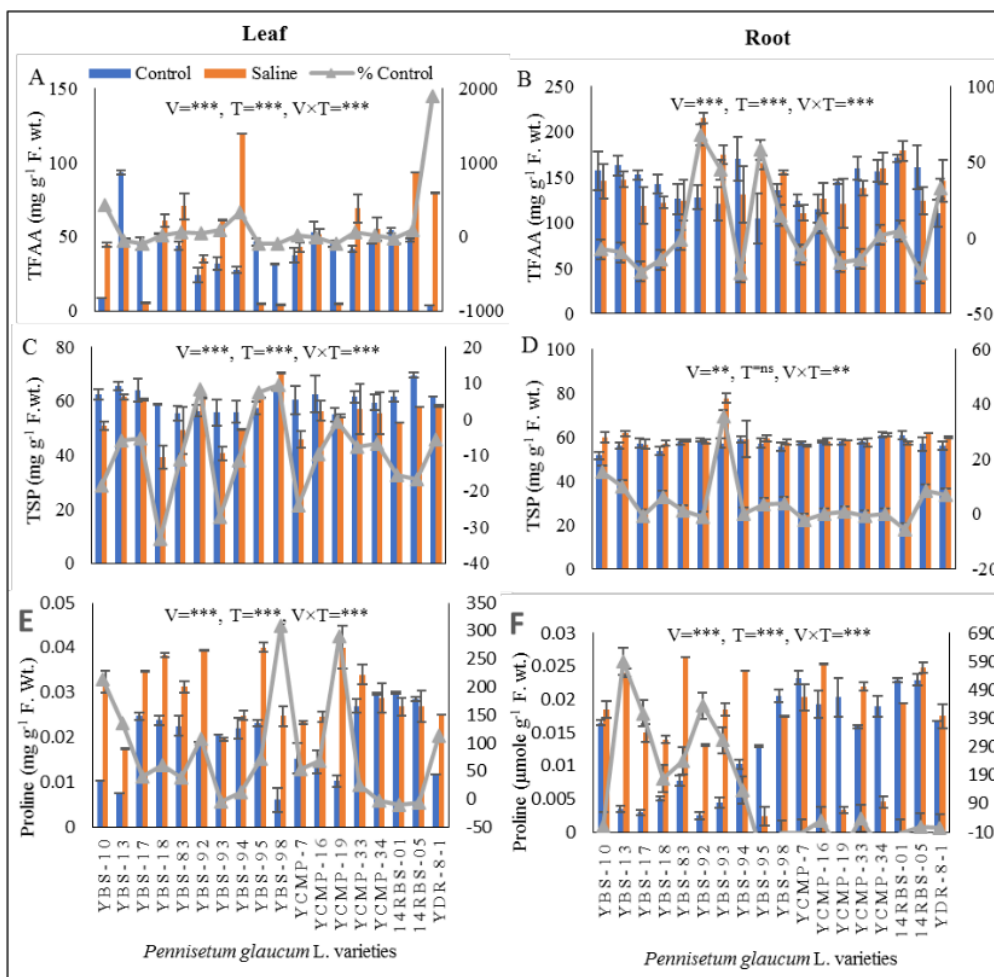 Leaf
Root
A
Control
Saline
% Control
V=***, T=***, V×T=***
TFAA (mg g⁻¹ F. wt.)
150
100
50
0
2000
1000
0
-1000
B
V=***, T=***, V×T=***
TFAA (mg g⁻¹ F. wt.)
250
200
150
100
50
0
100
50
0
-50
C
V=***, T=***, V×T=***
TSP (mg g⁻¹ F.wt.)
80
60
40
20
0
20
10
0
-10
-20
-30
-40
D
V=**, T=ns, V×T=**
TSP (mg g⁻¹ F. wt.)
100
80
60
40
20
0
60
40
20
0
-20
E
V=***, T=***, V×T=***
Proline (mg g⁻¹ F. Wt.)
0.05
0.04
0.03
0.02
0.01
0
350
300
250
200
150
100
50
0
-50
YBS-10
YBS-13
YBS-17
YBS-18
YBS-83
YBS-92
YBS-93
YBS-94
YBS-95
YBS-98
YCMP-7
YCMP-16
YCMP-19
YCMP-33
YCMP-34
14RBS-01
14RBS-05
YDR-8-1
Pennisetum glaucum L. varieties
F
V=***, T=***, V×T=***
Proline (µmole g⁻¹ F. Wt.)
0.03
0.025
0.02
0.015
0.01
0.005
0
690
590
490
390
290
190
90
-10
YBS-10
YBS-13
YBS-17
YBS-18
YBS-83
YBS-92
YBS-93
YBS-94
YBS-95
YBS-98
YCMP-7
YCMP-16
YCMP-19
YCMP-33
YCMP-34
14RBS-01
14RBS-05
YDR-8-1
Pennisetum glaucum L. varieties